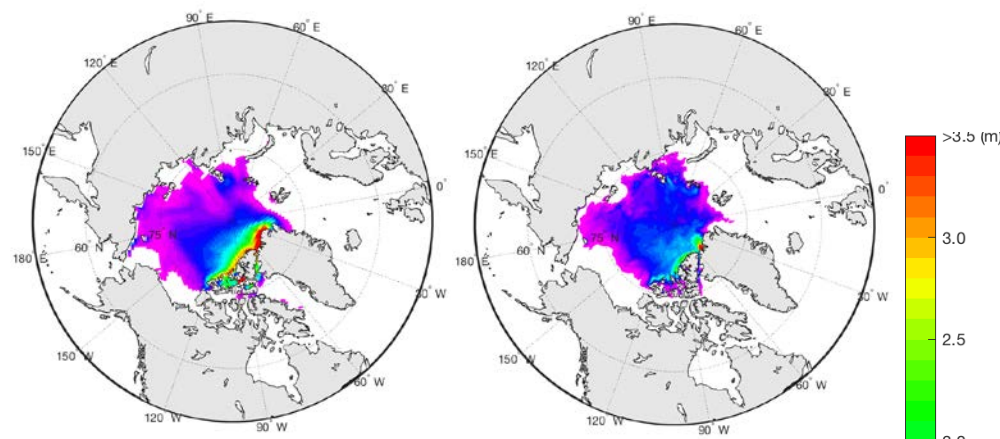 90° E
60° E
120° E
30° E
150° E
0°
75 N
60 N
180 E
30 W
150 W
60 W
120 W
90° W
90° E
60° E
120° E
30° E
150 E
0°
75 N
60 N
180 E
30° W
150° W
60° W
120° W
90° W
>3.5 (m)
3.0
2.5